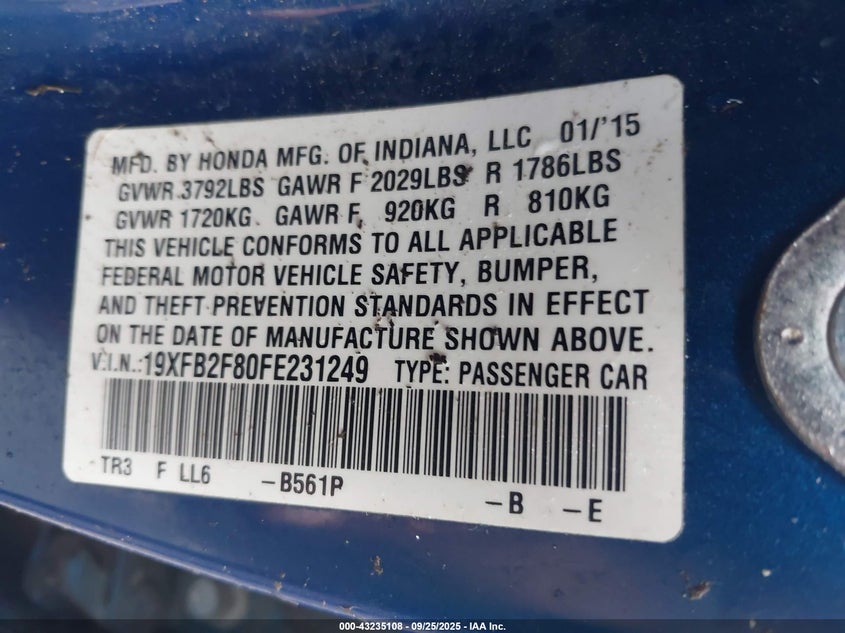 MFD. BY HONDA MFG. OF INDIANA, LLC 01/'15
GVWR 3792LBS GAWR F 2029LBS R 1786LBS
GVWR 1720KG GAWR F 920KG R 810KG
THIS VEHICLE CONFORMS TO ALL APPLICABLE
FEDERAL MOTOR VEHICLE SAFETY, BUMPER,
AND THEFT PREVENTION STANDARDS IN EFFECT
ON THE DATE OF MANUFACTURE SHOWN ABOVE.
V.I.N.:19XFB2F80FE231249 TYPE: PASSENGER CAR
TR3 F LL6 -B561P -B -E
000-43235108 - 09/25/2025 - IAA Inc.